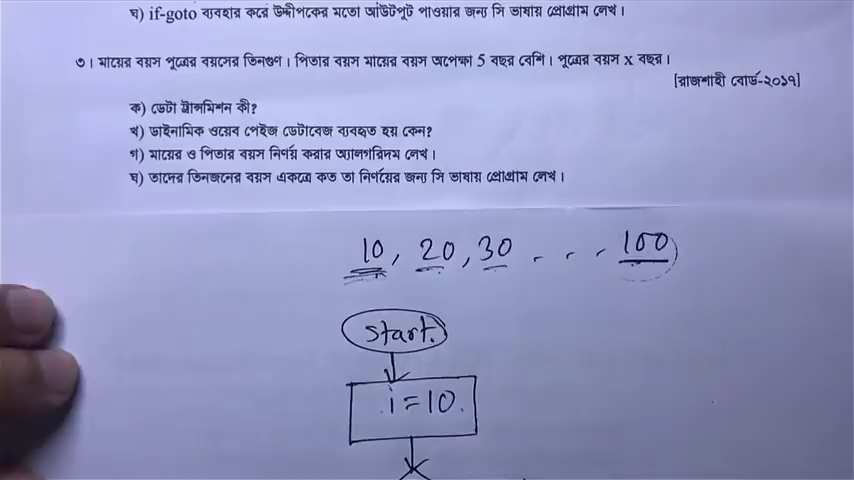 ঘ) if-goto ব্যবহার করে উদ্দীপকের মতো আউটপুট পাওয়ার জন্য সি ভাষায় প্রোগ্রাম লেখ।
৩। মায়ের বয়স পুত্রের বয়সের তিনগুণ। পিতার বয়স মায়ের বয়স অপেক্ষা 5 বছর বেশি। পুত্রের বয়স x বছর।
[রাজশাহী বোর্ড-২০১৭]
ক) ডেটা ট্রান্সমিশন কী?
খ) ডাইনামিক ওয়েব পেইজ ডেটাবেজ ব্যবহৃত হয় কেন?
গ) মায়ের ও পিতার বয়স নির্ণয় করার অ্যালগরিদম লেখ।
ঘ) তাদের তিনজনের বয়স একত্রে কত তা নির্ণয়ের জন্য সি ভাষায় প্রোগ্রাম লেখ।
10, 20, 30 . . . 100
start.
i = 10.